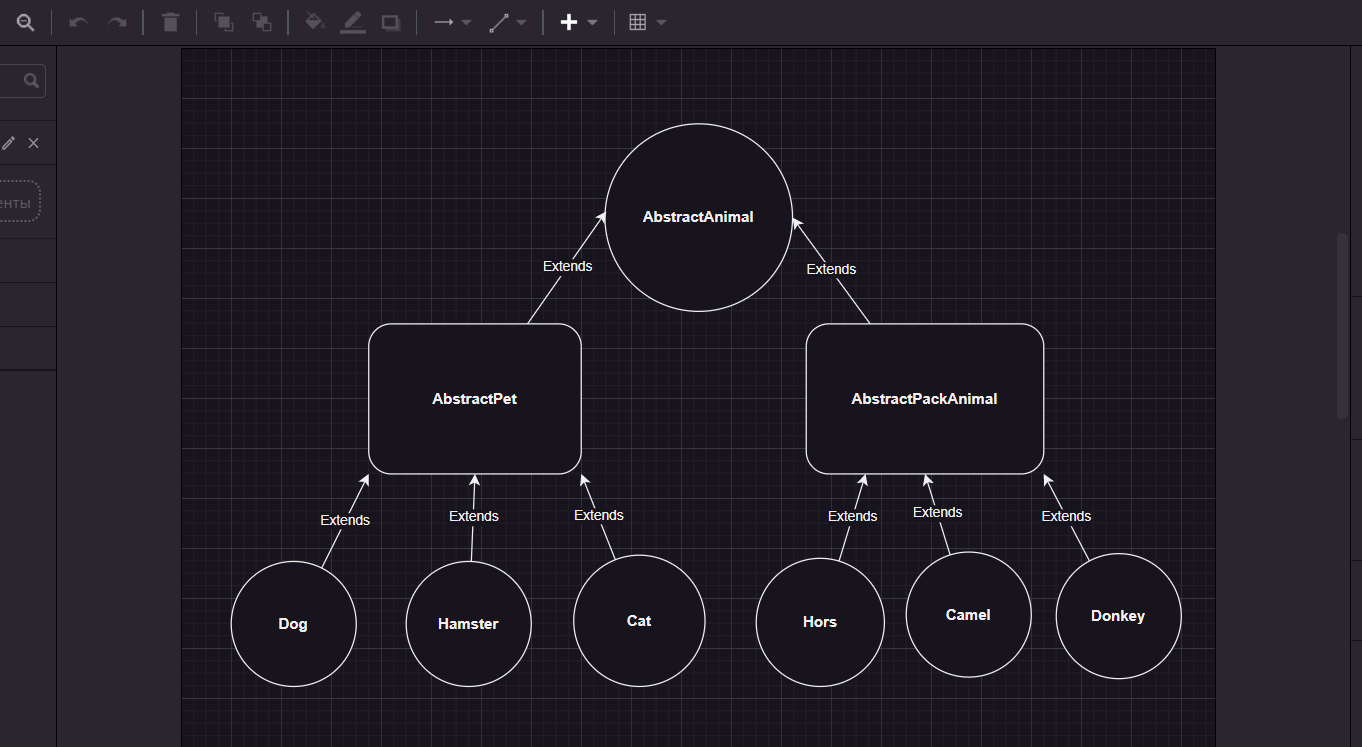 енты
AbstractAnimal
Extends
Extends
AbstractPet
AbstractPackAnimal
Extends
Extends
Extends
Extends
Extends
Extends
Dog
Hamster
Cat
Hors
Camel
Donkey